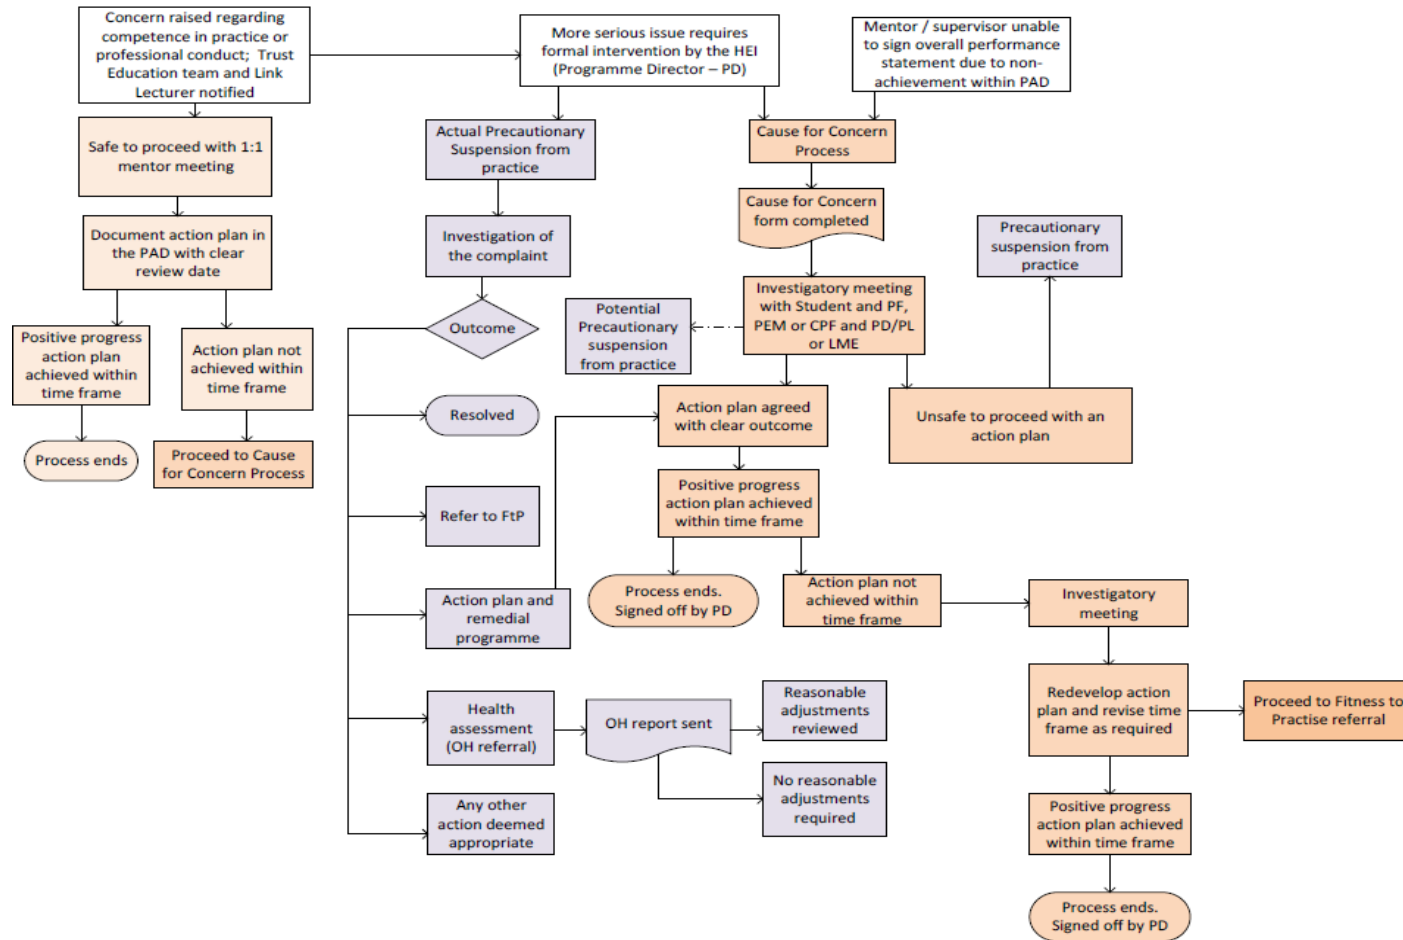 Concern raised regarding
competence in practice or
professional conduct;  Trust
Education team and Link
Lecturer notified
More serious issue requires
formal intervention by the HEI
(Programme Director – PD)
Mentor / supervisor unable
to sign overall performance
statement due to non-
achievement within PAD
Safe to proceed with 1:1
mentor meeting
Actual Precautionary
Suspension from
practice
Cause for Concern
Process
Document action plan in
the PAD with clear
review date
Investigation of
the complaint
Cause for Concern
form completed
Precautionary
suspension from
practice
Positive progress
action plan
achieved within
time frame
Action plan not
achieved within
time frame
Outcome
Potential
Precautionary
suspension
from practice
Investigatory meeting
with Student and PF,
PEM or CPF and PD/PL
or LME
Process ends
Proceed to Cause
for Concern Process
Resolved
Action plan agreed
with clear outcome
Unsafe to proceed with an
action plan
Refer to FtP
Positive progress
action plan achieved
within time frame
Action plan and
remedial
programme
Process ends.
Signed off by PD
Action plan not
achieved within
time frame
Investigatory
meeting
Health
assessment
(OH referral)
OH report sent
Reasonable
adjustments
reviewed
Redevelop action
plan and revise time
frame as required
Proceed to Fitness to
Practise referral
Any other
action deemed
appropriate
No reasonable
adjustments
required
Positive progress
action plan achieved
within time frame
Process ends.
Signed off by PD